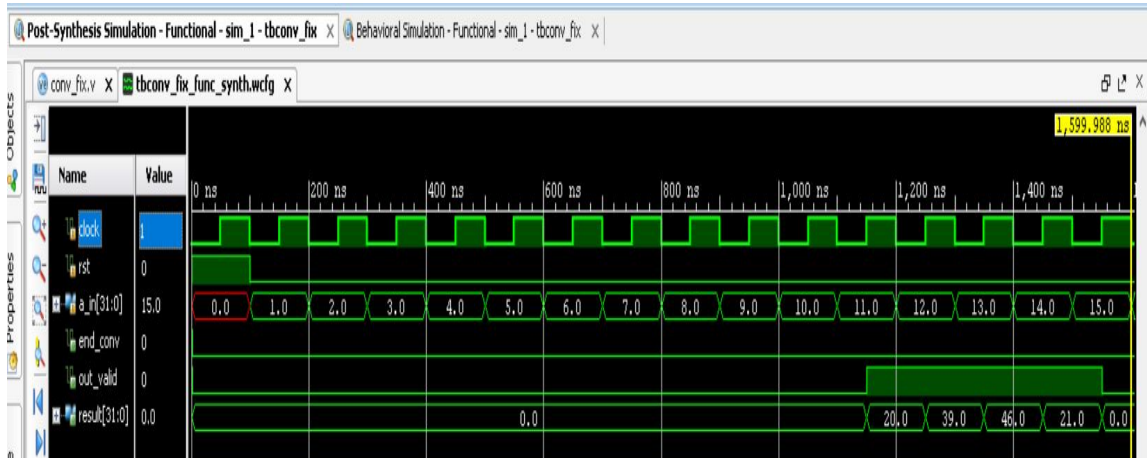 Post-Synthesis Simulation - Functional - sim_1 - tbconv_fix X Behavioral Simulation - Functional - sim_1 - tbconv_fix X
conv_fix.v X tbconv_fix_func_synth.wcfg X
Objects
Properties
1,599.988 ns
Name Value 0 ns 200 ns 400 ns 600 ns 800 ns 1,000 ns 1,200 ns 1,400 ns
clock 1
rst 0
a_in[31:0] 15.0 0.0 1.0 2.0 3.0 4.0 5.0 6.0 7.0 8.0 9.0 10.0 11.0 12.0 13.0 14.0 15.0
end_conv 0
out_valid 0
result[31:0] 0.0 0.0 20.0 39.0 46.0 21.0 0.0